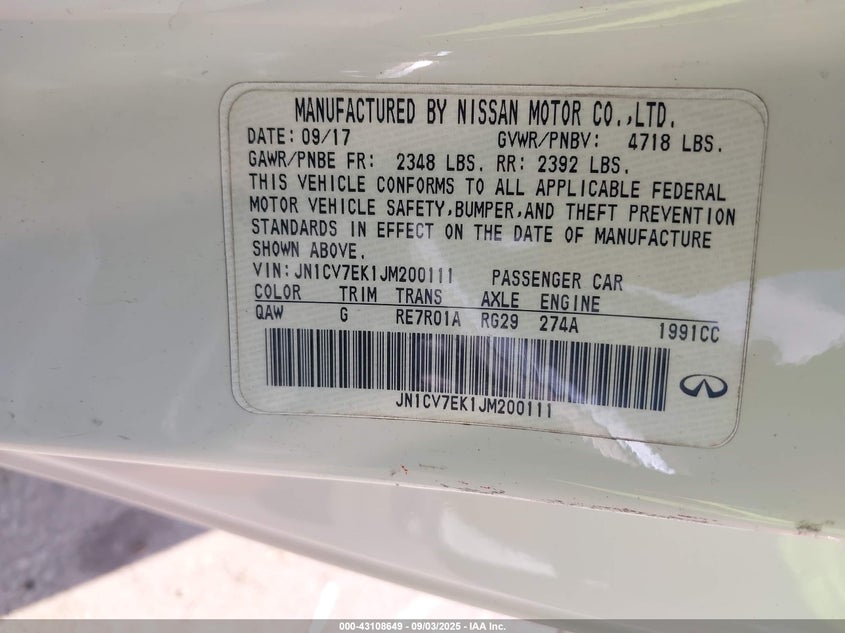 MANUFACTURED BY NISSAN MOTOR CO.,LTD.
DATE: 09/17 GVWR/PNBV: 4718 LBS.
GAWR/PNBE FR: 2348 LBS. RR: 2392 LBS.
THIS VEHICLE CONFORMS TO ALL APPLICABLE FEDERAL
MOTOR VEHICLE SAFETY,BUMPER,AND THEFT PREVENTION
STANDARDS IN EFFECT ON THE DATE OF MANUFACTURE
SHOWN ABOVE.
VIN:JN1CV7EK1JM200111 PASSENGER CAR
COLOR TRIM TRANS AXLE ENGINE
QAW G RE7R01A RG29 274A 1991CC
JN1CV7EK1JM200111
000-43108649 - 09/03/2025 - IAA Inc.